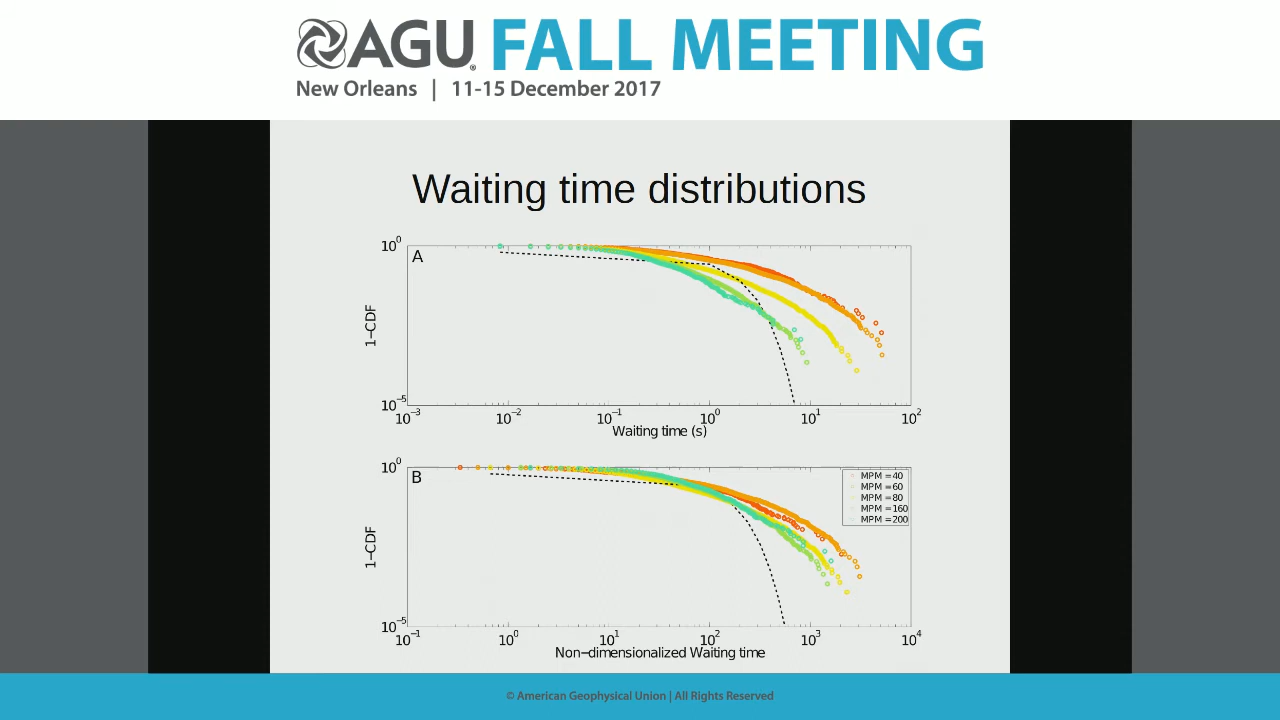 AGU FALL MEETING
New Orleans | 11-15 December 2017
Waiting time distributions
A
1−CDF
10^0
10^−5
10^−3 10^−2 10^−1 10^0 10^1 10^2
Waiting time (s)
B
1−CDF
10^0
10^−5
MPM = 40
MPM = 60
MPM = 80
MPM = 160
MPM = 200
10^−1 10^0 10^1 10^2 10^3 10^4
Non−dimensionalized Waiting time
© American Geophysical Union | All Rights Reserved